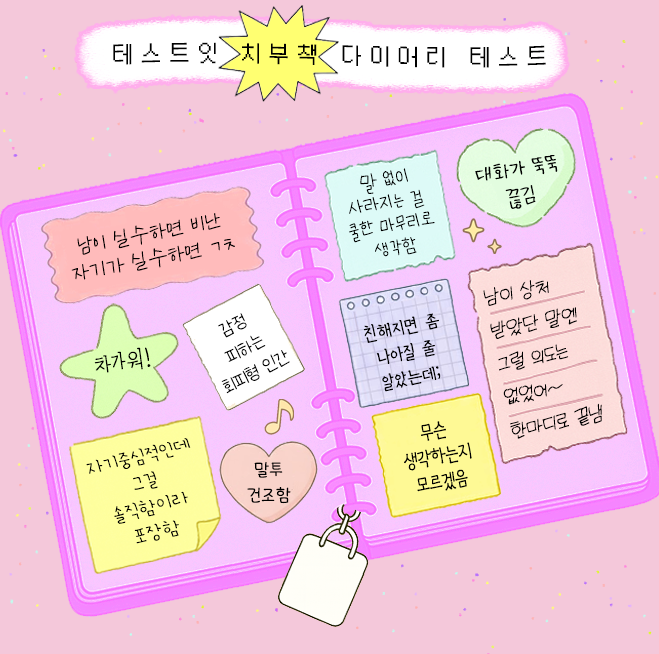 테스트잇 치부책 다이어리 테스트
남이 실수하면 비난
자기가 실수하면 ㄱㅊ
차가워!
감정
피하는
회피형 인간
자기중심적인데
그걸
솔직함이라
포장함
말투
건조함
말 없이
사라지는 걸
쿨한 마무리로
생각함
대화가 뚝뚝
끊김
친해지면 좀
나아질 줄
알았는데;
남이 상처
받았단 말엔
그럴 의도는
없었어~
한마디로 끝냄
무슨
생각하는지
모르겠음